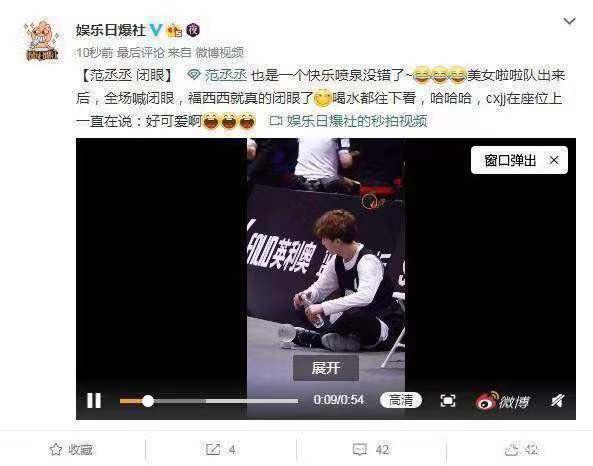 娱乐日爆社
10秒前 最后评论 来自 微博视频
【范丞丞 闭眼】 范丞丞 也是一个快乐喷泉没错了~美女啦啦队出来
后，全场喊闭眼，福西西就真的闭眼了喝水都往下看，哈哈哈，cxjj在座位上
一直在说：好可爱啊 娱乐日爆社的秒拍视频
窗口弹出 ×
英利奥
展开
0:09/0:54
高清
微博
收藏
4
42
42